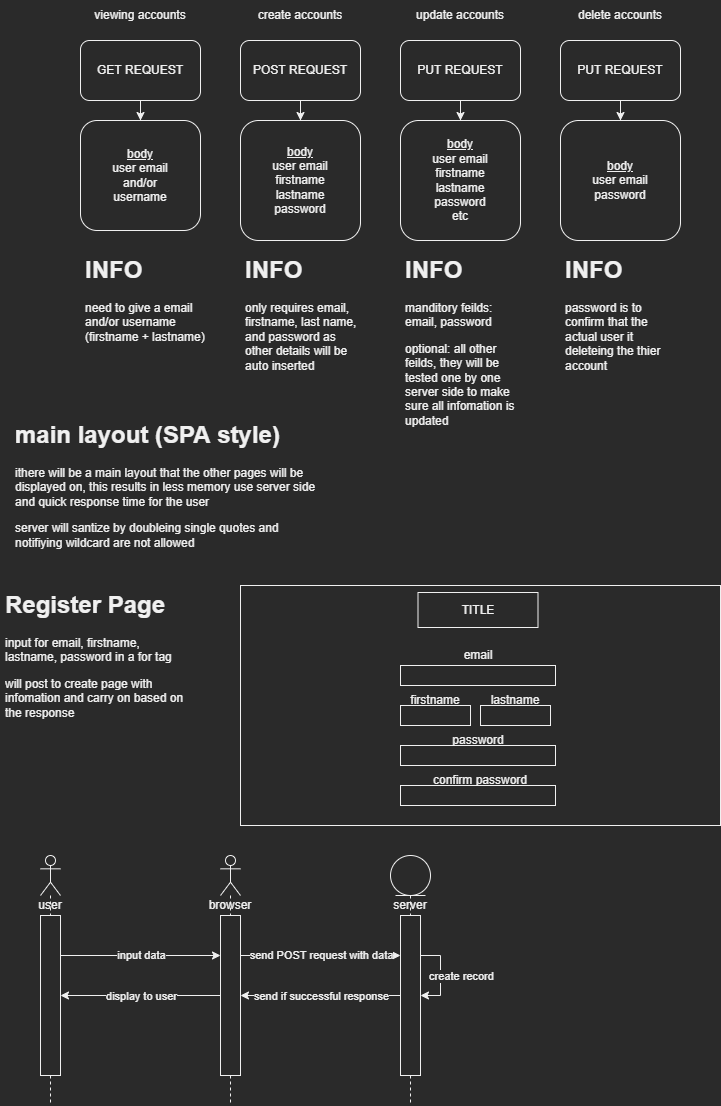 viewing accounts
create accounts
update accounts
delete accounts
GET REQUEST
POST REQUEST
PUT REQUEST
PUT REQUEST
body
user email
and/or
username
body
user email
firstname
lastname
password
body
user email
firstname
lastname
password
etc
body
user email
password
INFO
need to give a email
and/or username
(firstname + lastname)
INFO
only requires email,
firstname, last name,
and password as
other details will be
auto inserted
INFO
manditory feilds:
email, password
optional: all other
feilds, they will be
tested one by one
server side to make
sure all infomation is
updated
INFO
password is to
confirm that the
actual user it
deleteing the thier
account
main layout (SPA style)
ithere will be a main layout that the other pages will be
displayed on, this results in less memory use server side
and quick response time for the user
server will santize by doubleing single quotes and
notifiying wildcard are not allowed
Register Page
input for email, firstname,
lastname, password in a for tag
will post to create page with
infomation and carry on based on
the response
TITLE
email
firstname
lastname
password
confirm password
user
browser
server
input data
send POST request with data
create record
display to user
send if successful response